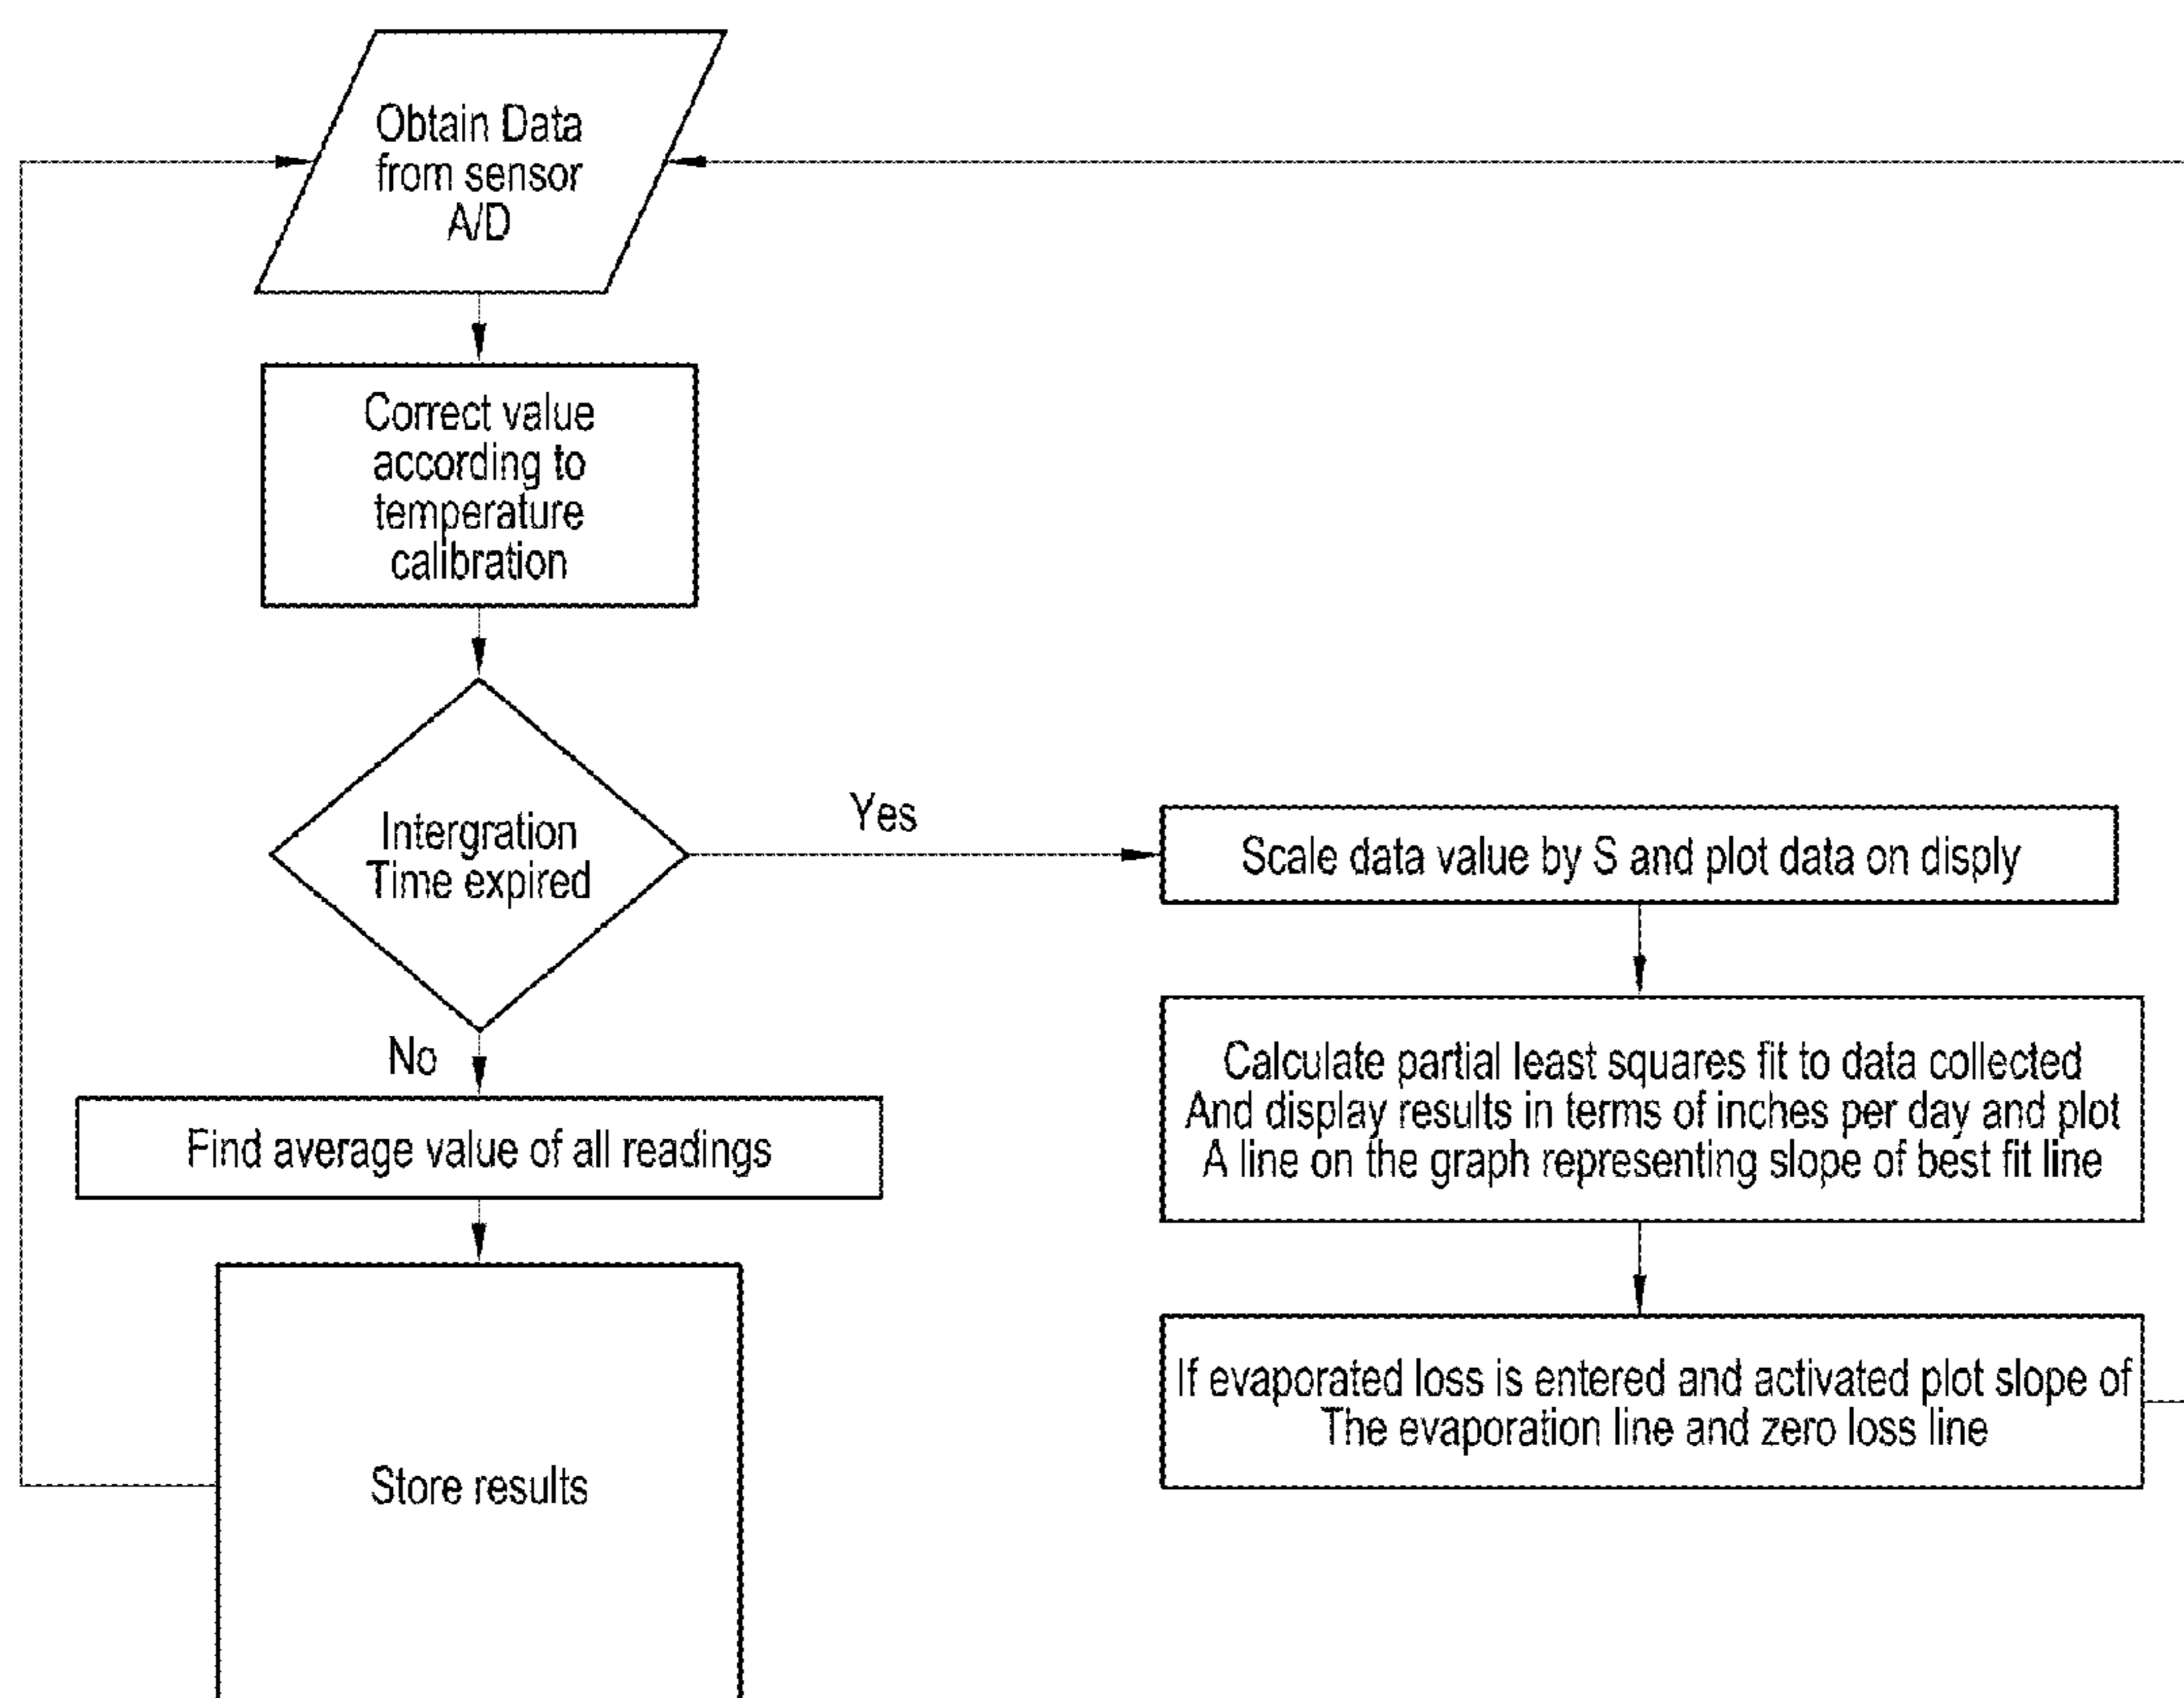 Obtain Data
from sensor
A/D
Correct value
according to
temperature
calibration
Intergration
Time expired
Yes
No
Find average value of all readings
Store results
Scale data value by S and plot data on disply
Calculate partial least squares fit to data collected
And display results in terms of inches per day and plot
A line on the graph representing slope of best fit line
If evaporated loss is entered and activated plot slope of
The evaporation line and zero loss line